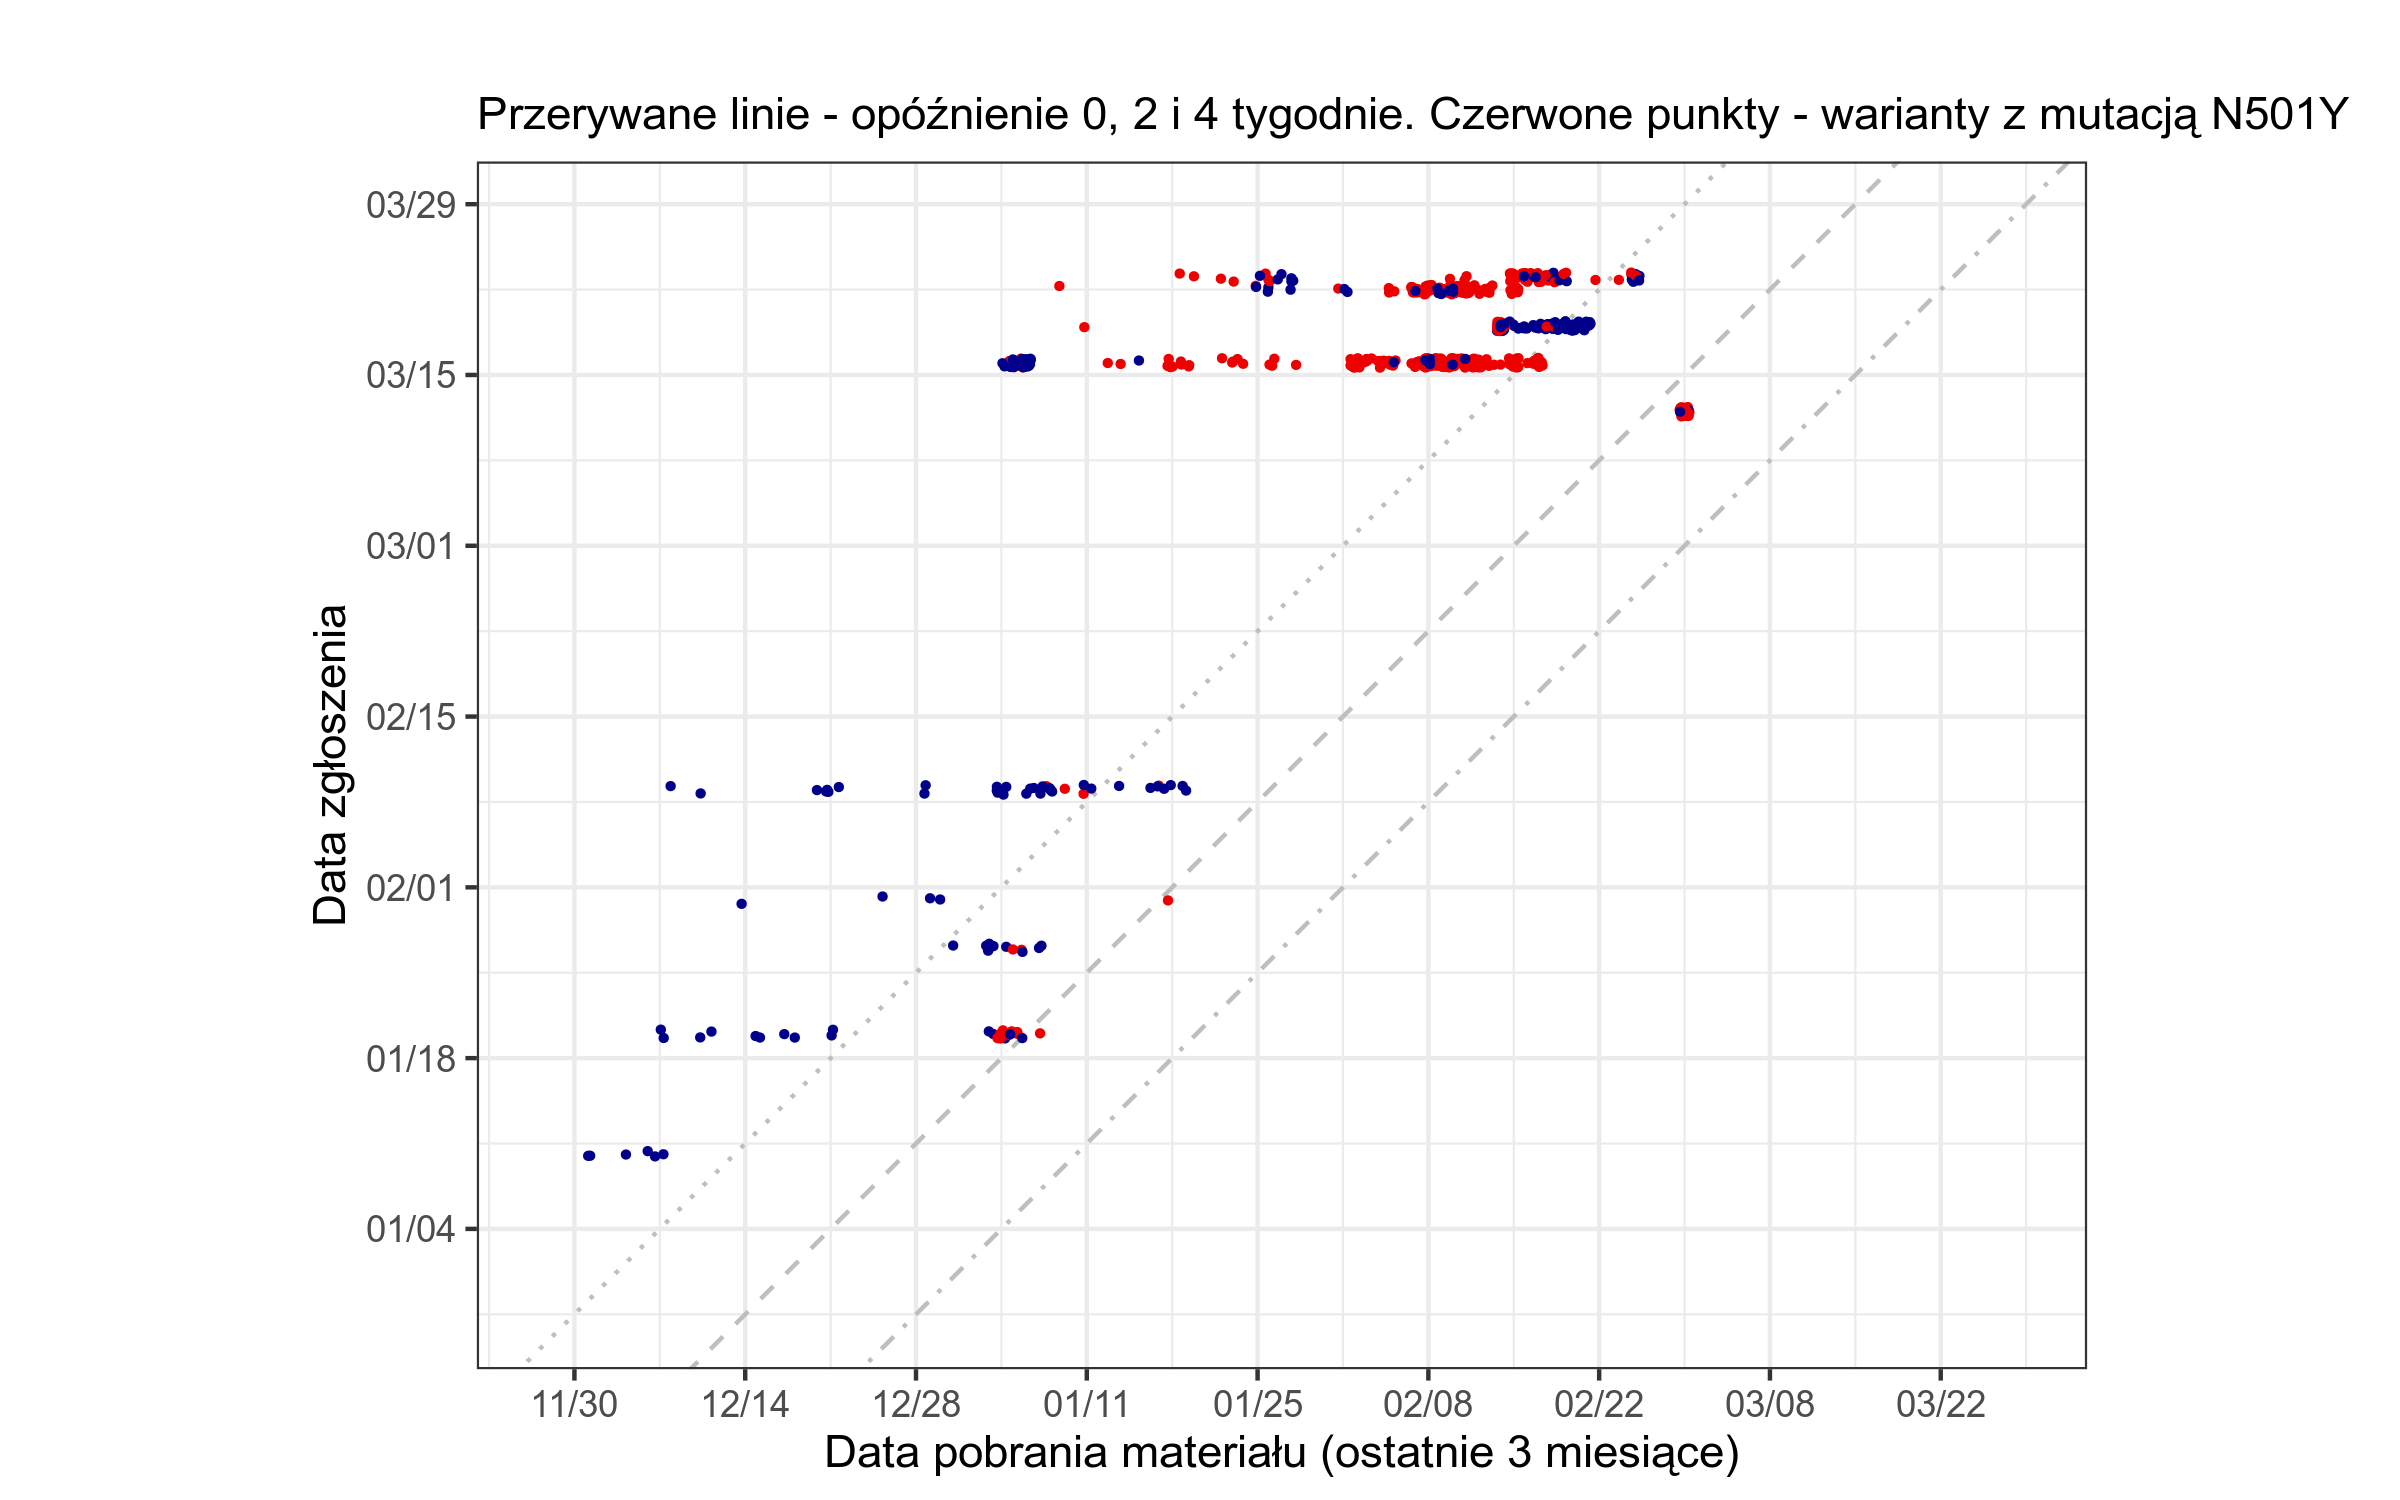 Przerywane linie - opóźnienie 0, 2 i 4 tygodnie. Czerwone punkty - warianty z mutacją N501Y
Data zgłoszenia
03/29
03/15
03/01
02/15
02/01
01/18
01/04
11/30 12/14 12/28 01/11 01/25 02/08 02/22 03/08 03/22
Data pobrania materiału (ostatnie 3 miesiące)